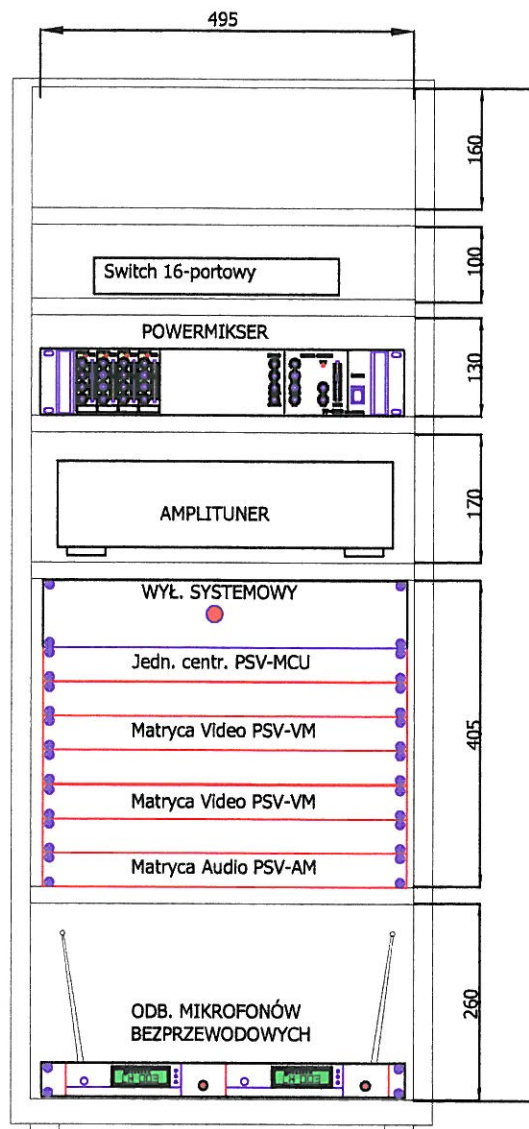 495
160
Switch 16-portowy
100
POWERMIKSER
130
AMPLITUNER
170
WYŁ. SYSTEMOWY
Jedn. centr. PSV-MCU
Matryca Video PSV-VM
405
Matryca Video PSV-VM
Matryca Audio PSV-AM
260
ODB. MIKROFONÓW
BEZPRZEWODOWYCH